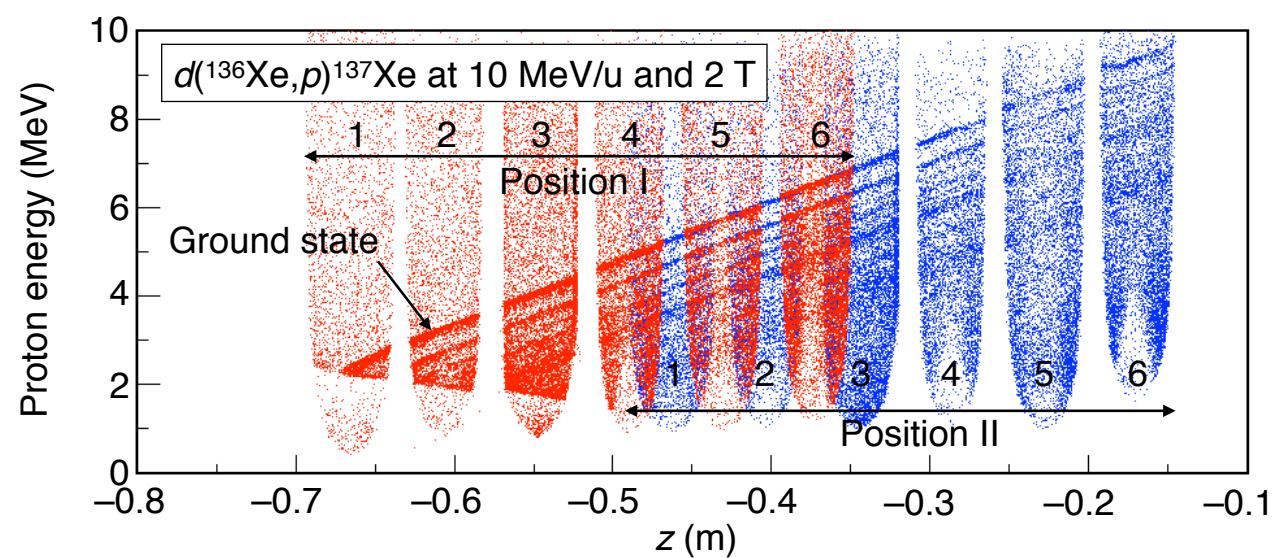 10
8
6
4
2
0
Proton energy (MeV)
d(¹³⁶Xe,p)¹³⁷Xe at 10 MeV/u and 2 T
1 2 3 4 5 6
Position I
Ground state
1 2 3 4 5 6
Position II
–0.8 –0.7 –0.6 –0.5 –0.4 –0.3 –0.2 –0.1
z (m)